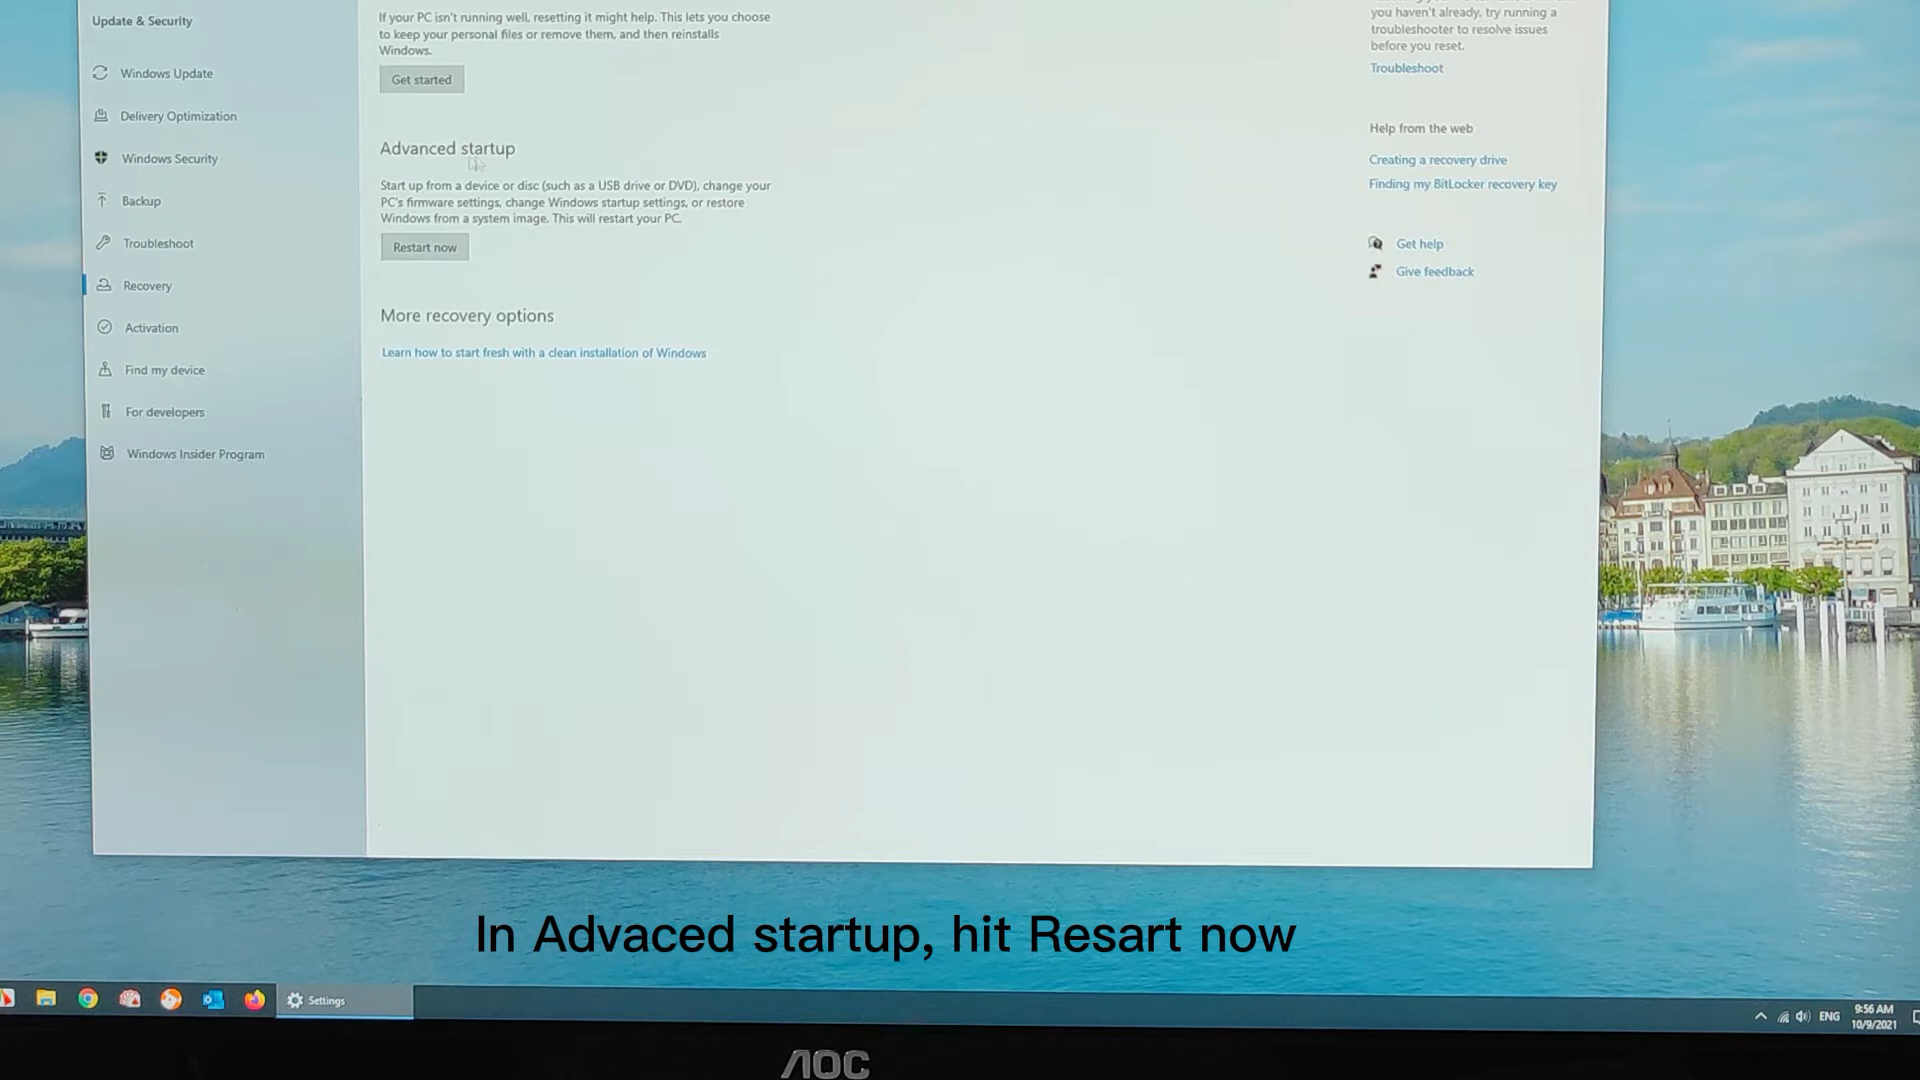 Update & Security
Windows Update
Delivery Optimization
Windows Security
Backup
Troubleshoot
Recovery
Activation
Find my device
For developers
Windows Insider Program
If your PC isn't running well, resetting it might help. This lets you choose
to keep your personal files or remove them, and then reinstalls
Windows.
Get started
Advanced startup
Start up from a device or disc (such as a USB drive or DVD), change your
PC's firmware settings, change Windows startup settings, or restore
Windows from a system image. This will restart your PC.
Restart now
More recovery options
Learn how to start fresh with a clean installation of Windows
you haven't already, try running a
troubleshooter to resolve issues
before you reset.
Troubleshoot
Help from the web
Creating a recovery drive
Finding my BitLocker recovery key
Get help
Give feedback
In Advaced startup, hit Resart now
Settings
ENG
9:56 AM
10/9/2021
AOC